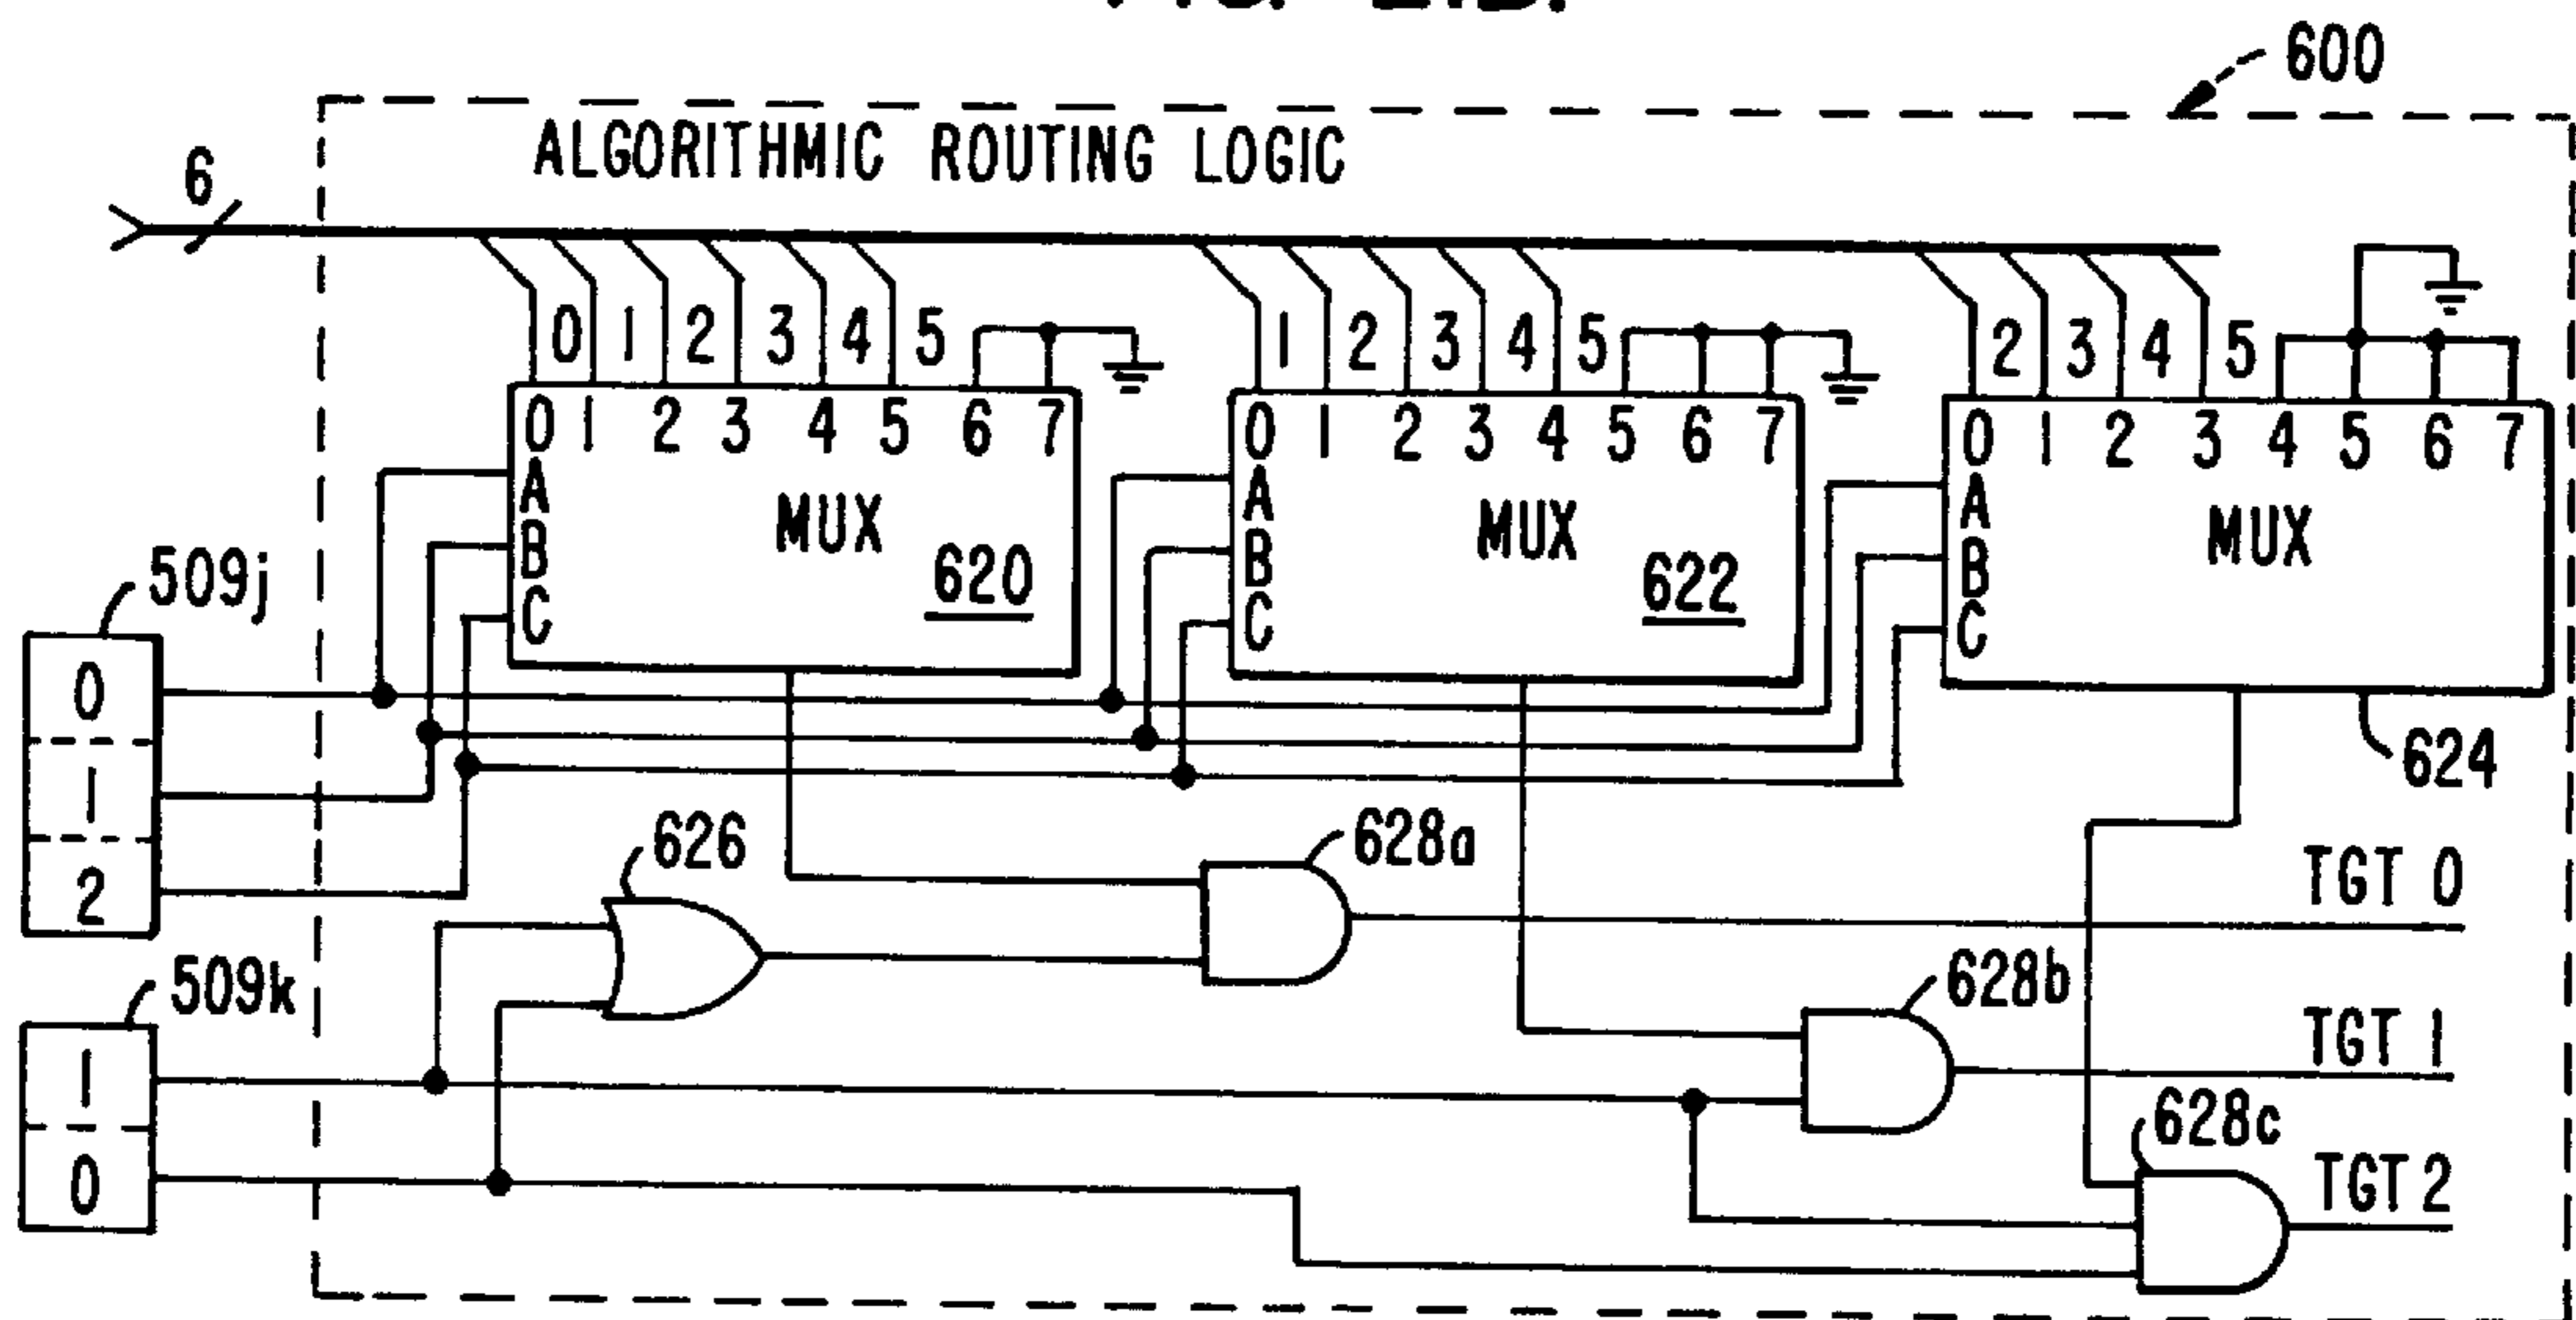 600
ALGORITHMIC ROUTING LOGIC
6
0 1 2 3 4 5
1 2 3 4 5
2 3 4 5
0 1 2 3 4 5 6 7
A
B
C
MUX
620
0 1 2 3 4 5 6 7
A
B
C
MUX
622
0 1 2 3 4 5 6 7
A
B
C
MUX
624
509j
0
1
2
626
628a
TGT 0
509k
1
0
628b
TGT 1
628c
TGT 2